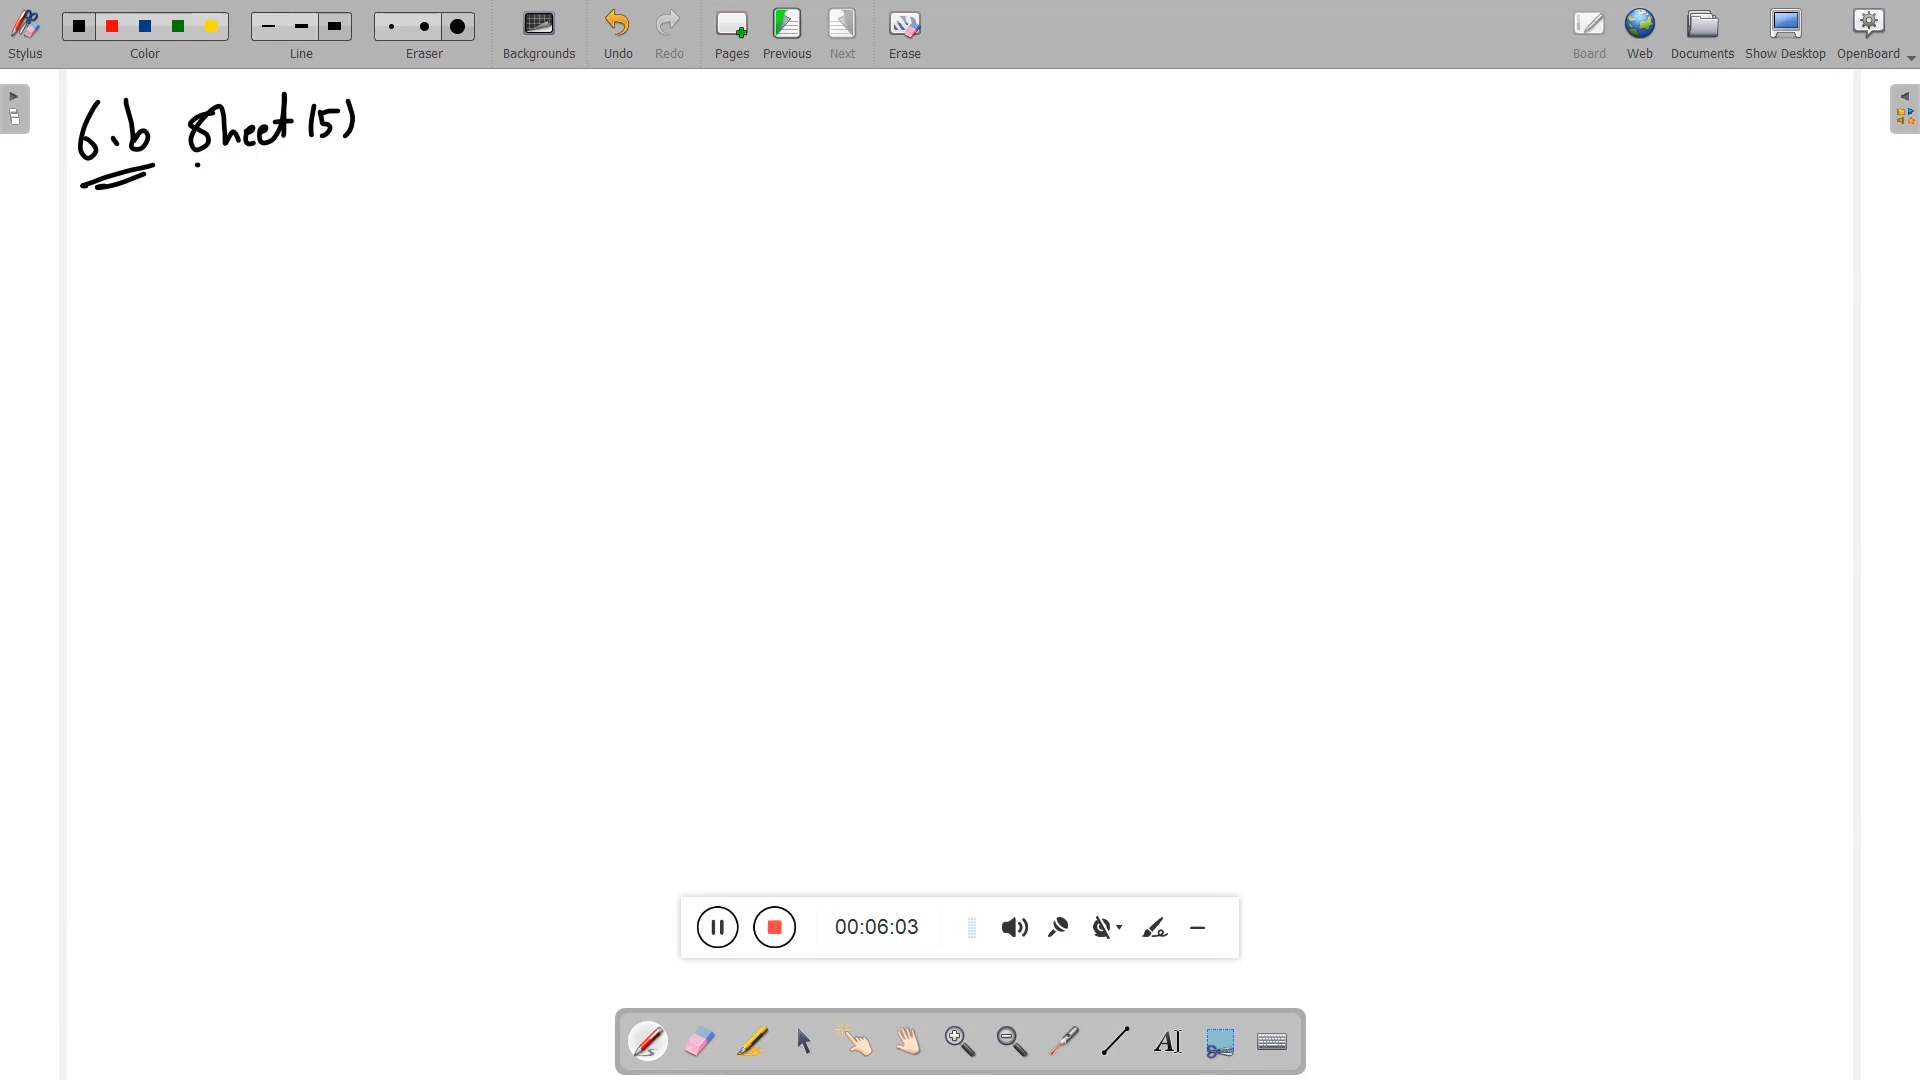 Stylus Color Line Eraser Backgrounds Undo Redo Pages Previous Next Erase Board Web Documents Show Desktop OpenBoard
6.b Sheet (5)
00:06:03